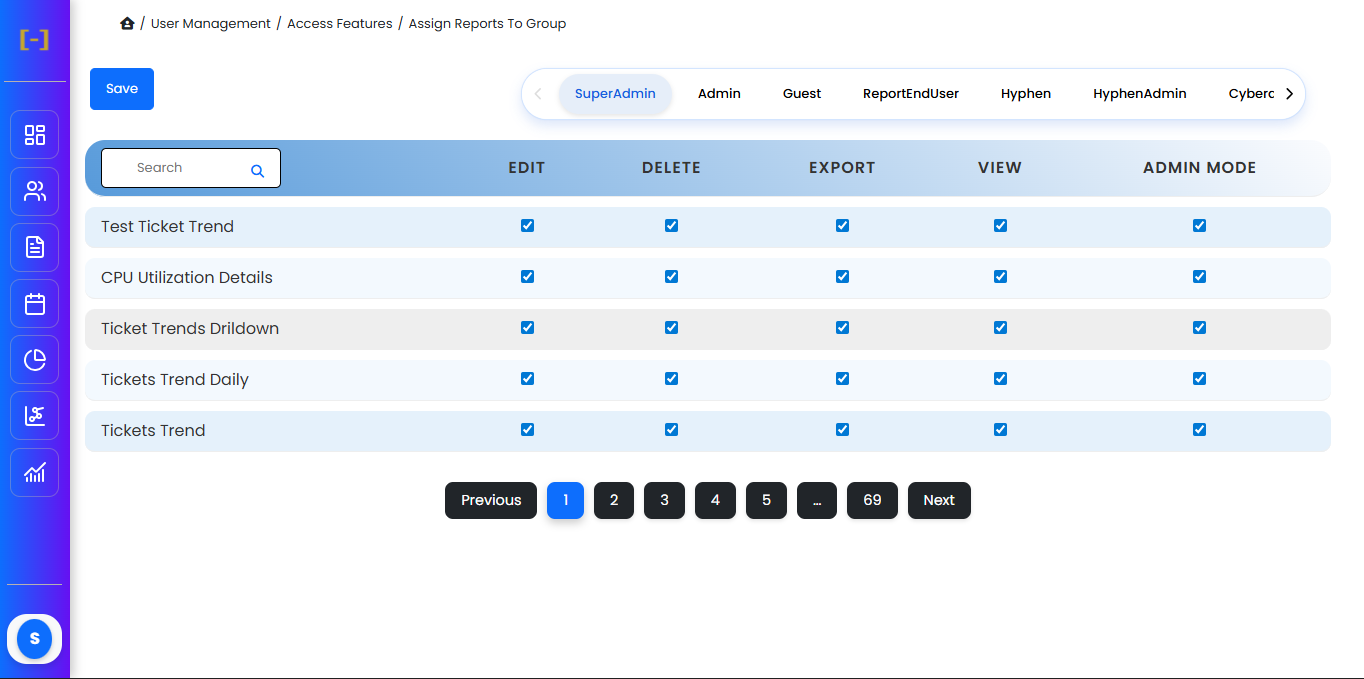 [-]
/ User Management / Access Features / Assign Reports To Group
Save
SuperAdmin Admin Guest ReportEndUser Hyphen HyphenAdmin
Search EDIT DELETE EXPORT VIEW ADMIN MODE
Test Ticket Trend
CPU Utilization Details
Ticket Trends Drildown
Tickets Trend Daily
Tickets Trend
Previous 1 2 3 4 5 ... 69 Next
S